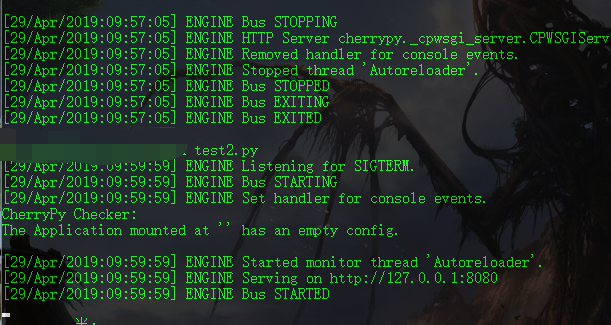 [29/Apr/2019:09:57:05] ENGINE Bus STOPPING
[29/Apr/2019:09:57:05] ENGINE HTTP Server cherrypy._cpwsgi_server.CPWSGIServ
[29/Apr/2019:09:57:05] ENGINE Removed handler for console events.
[29/Apr/2019:09:57:05] ENGINE Stopped thread 'Autoreloader'.
[29/Apr/2019:09:57:05] ENGINE Bus STOPPED
[29/Apr/2019:09:57:05] ENGINE Bus EXITING
[29/Apr/2019:09:57:05] ENGINE Bus EXITED
test2.py
[29/Apr/2019:09:59:59] ENGINE Listening for SIGTERM.
[29/Apr/2019:09:59:59] ENGINE Bus STARTING
[29/Apr/2019:09:59:59] ENGINE Set handler for console events.
CherryPy Checker:
The Application mounted at '' has an empty config.
[29/Apr/2019:09:59:59] ENGINE Started monitor thread 'Autoreloader'.
[29/Apr/2019:09:59:59] ENGINE Serving on http://127.0.0.1:8080
[29/Apr/2019:09:59:59] ENGINE Bus STARTED